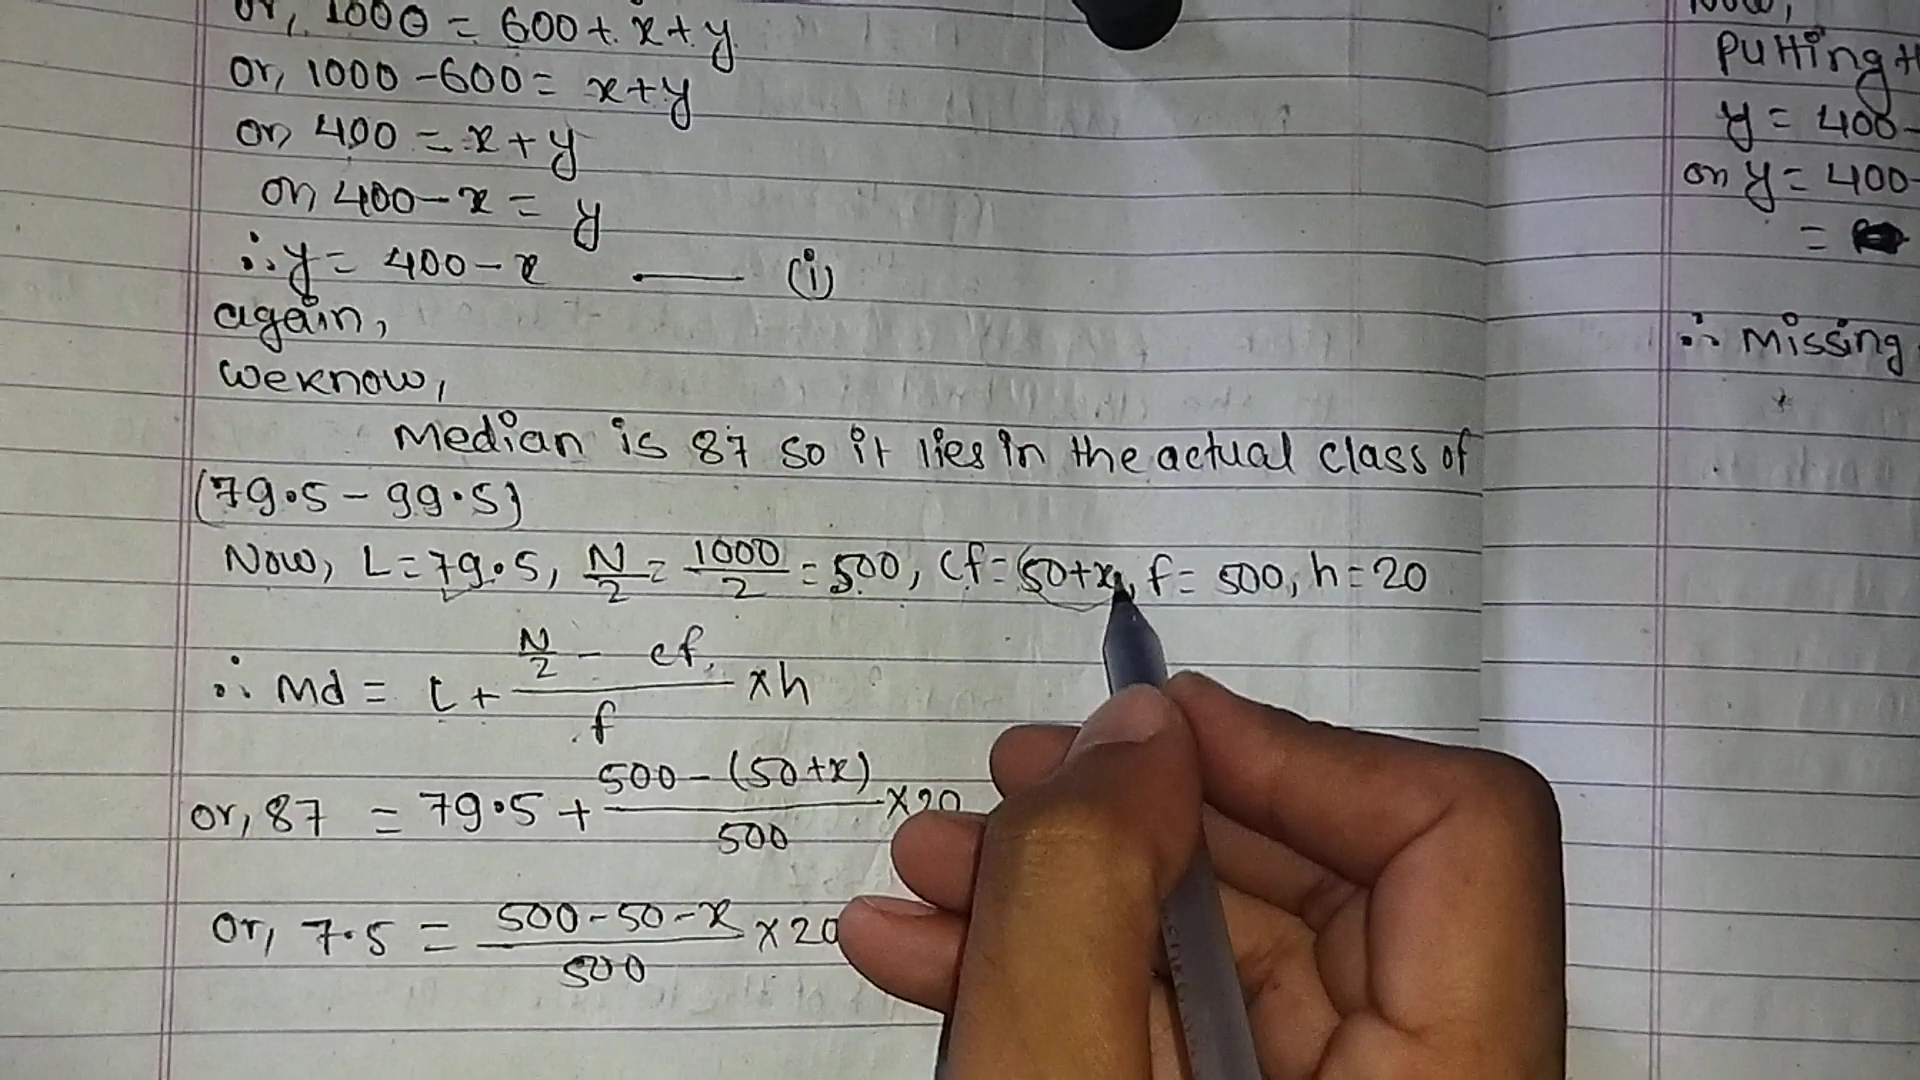 or, 1000 = 600 + x + y
or, 1000 - 600 = x + y
or, 400 = x + y
or, 400 - x = y
∴ y = 400 - x —— (i)
again,
we know,
Median is 87 so it lies in the actual class of
(79.5 - 99.5)
Now, L = 79.5, N/2 = 1000/2 = 500, cf = (50+x), f = 500, h = 20
∴ Md = L + (N/2 - cf)/f × h
or, 87 = 79.5 + (500 - (50+x))/500 × 20
or, 7.5 = (500 - 50 - x)/500 × 20
Now,
Putting
y = 400 -
or y = 400 -
=
∴ Missing